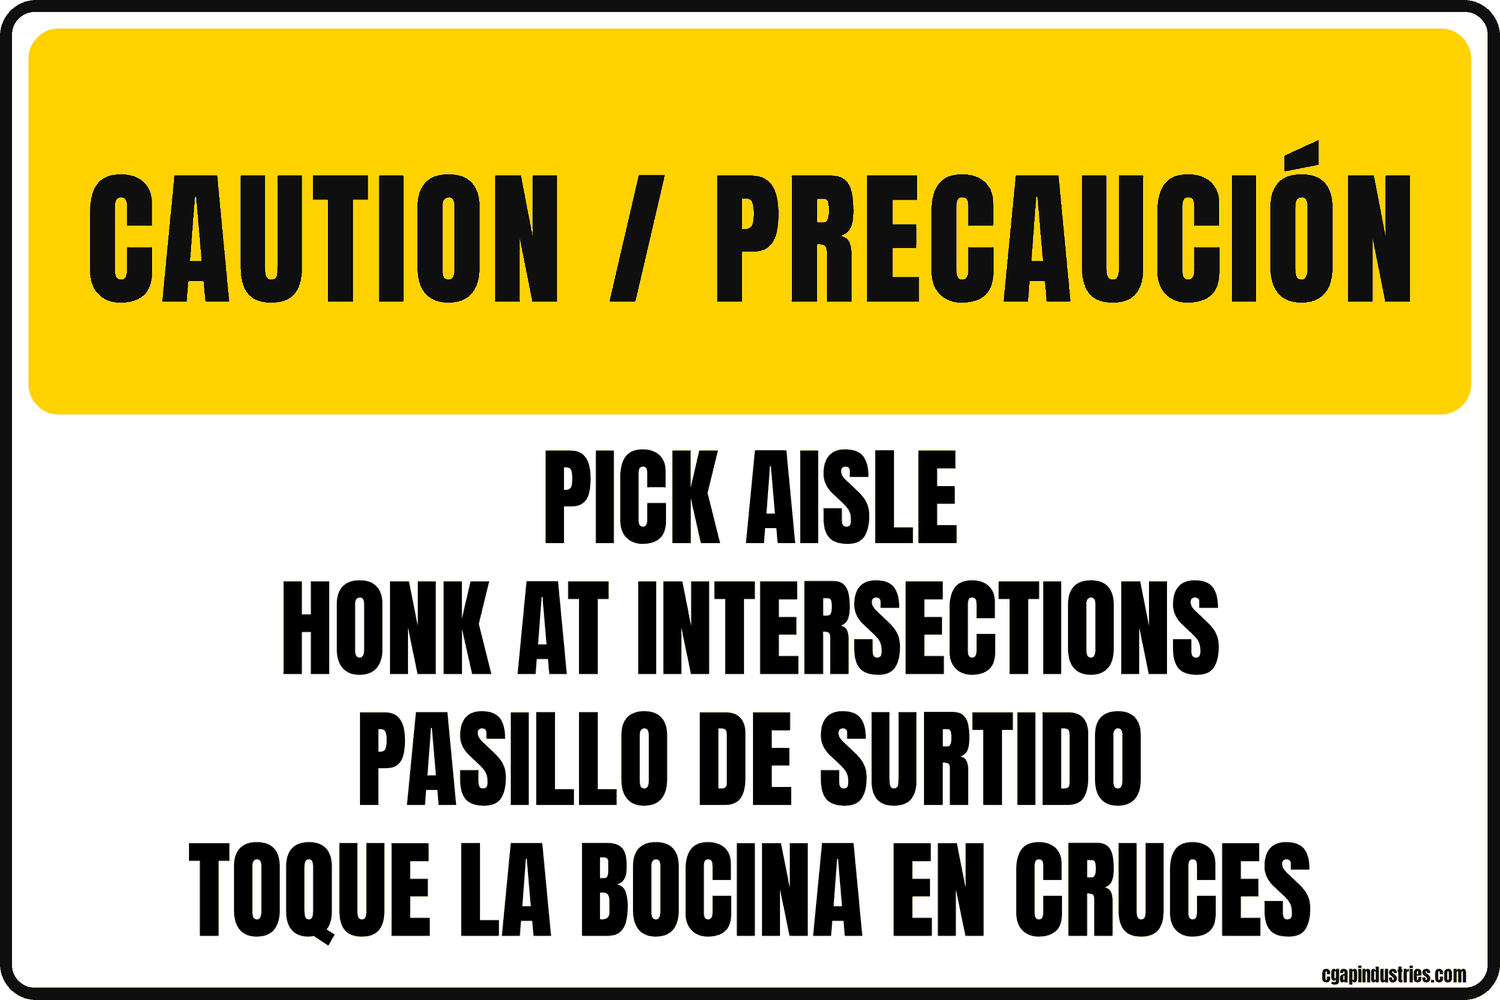 CAUTION / PRECAUCIÓN
PICK AISLE
HONK AT INTERSECTIONS
PASILLO DE SURTIDO
TOQUE LA BOCINA EN CRUCES
cgapindustries.com